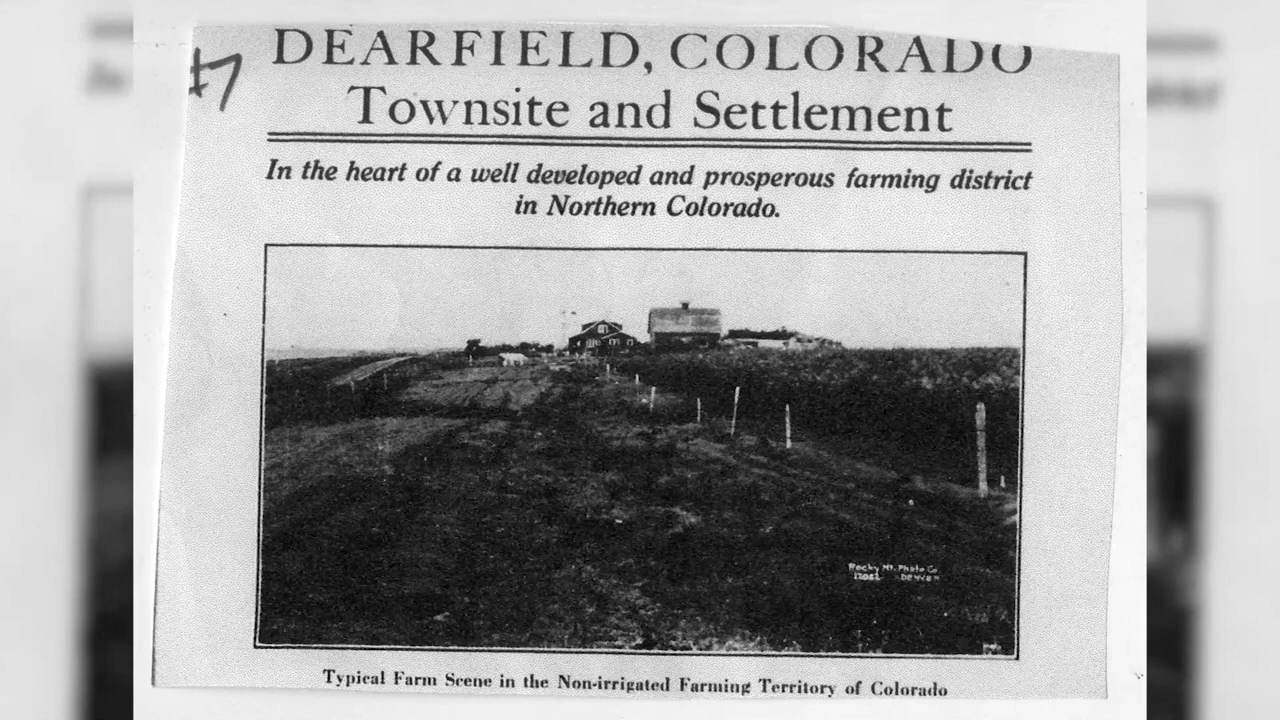 DEARFIELD, COLORADO
#7
Townsite and Settlement
In the heart of a well developed and prosperous farming district
in Northern Colorado.
Rocky Mt. Photo Co
DENVER
Typical Farm Scene in the Non-irrigated Farming Territory of Colorado